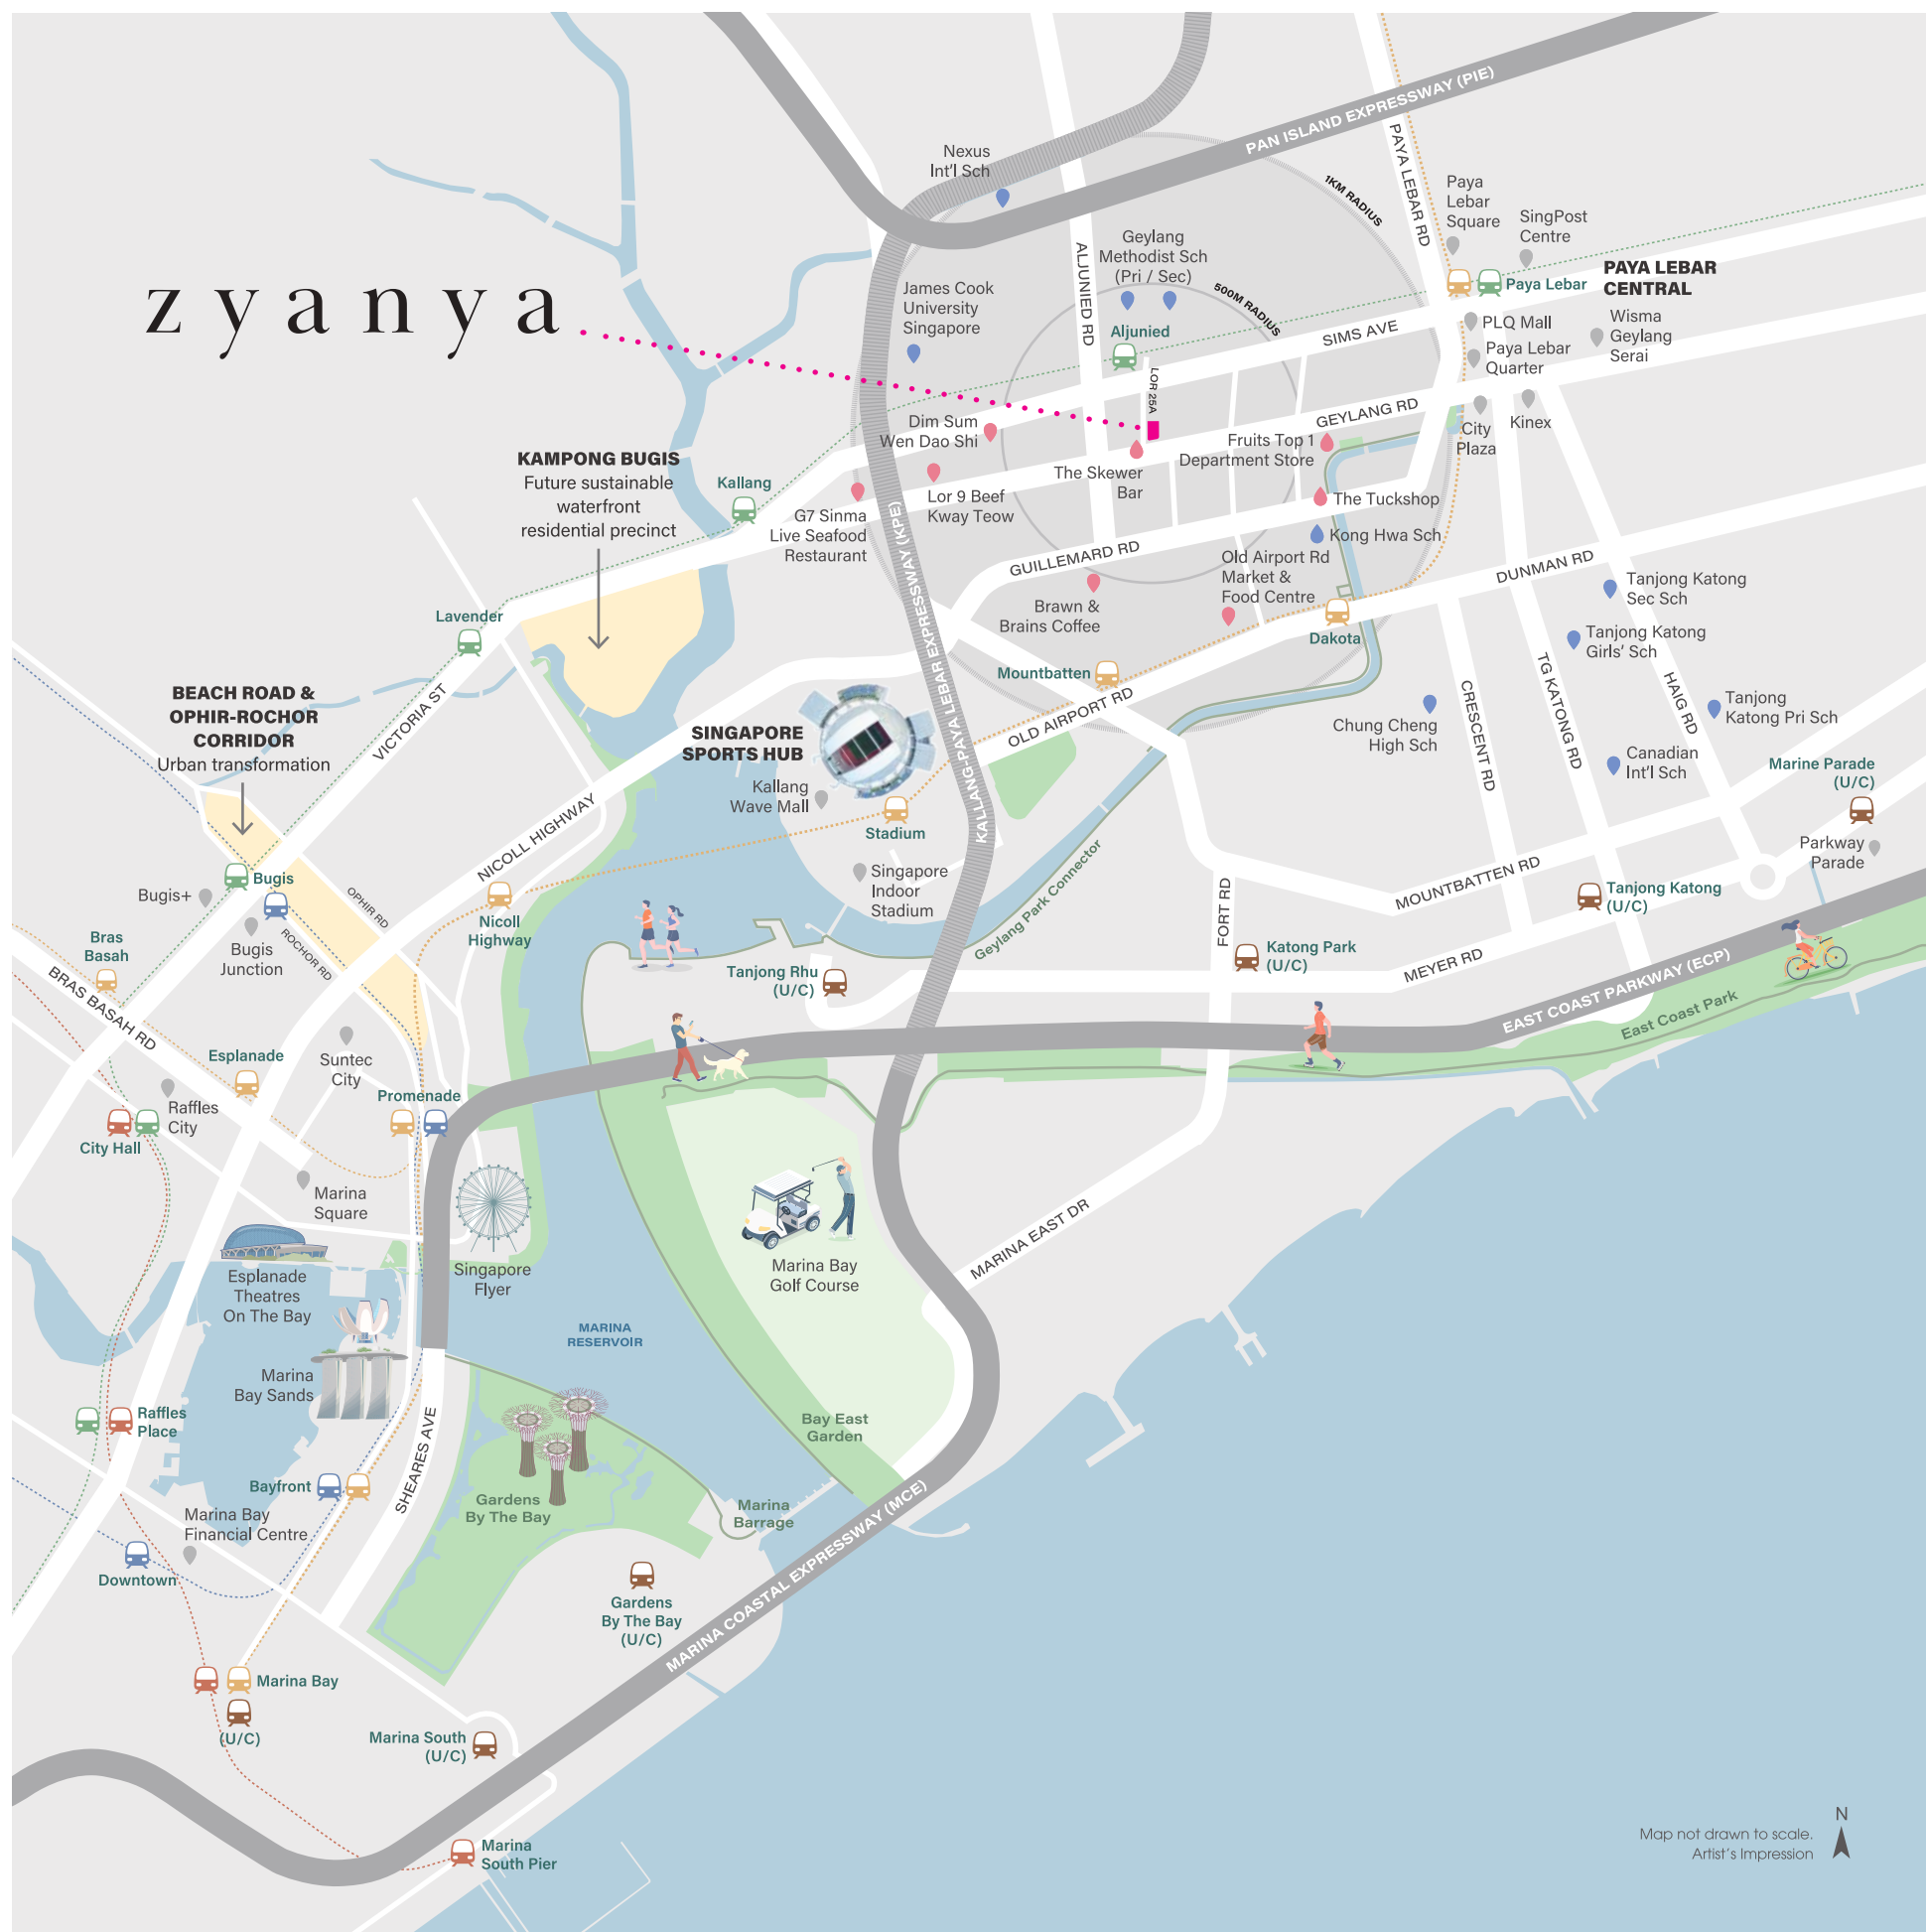 zyanya
PAN ISLAND EXPRESSWAY (PIE)
PAYA LEBAR RD
Nexus
Int'l Sch
1KM RADIUS
Paya
Lebar
Square
SingPost
Centre
Geylang
Methodist Sch
(Pri / Sec)
ALJUNIED RD
500M RADIUS
PAYA LEBAR
CENTRAL
Paya Lebar
James Cook
University
Singapore
Aljunied
SIMS AVE
PLQ Mall
Wisma
Geylang
Serai
Paya Lebar
Quarter
LOR 25A
GEYLANG RD
Dim Sum
Wen Dao Shi
Fruits Top 1
Department Store
City
Plaza
Kinex
The Skewer
Bar
KAMPONG BUGIS
Future sustainable
waterfront
residential precinct
Kallang
Lor 9 Beef
Kway Teow
The Tuckshop
G7 Sinma
Live Seafood
Restaurant
Kong Hwa Sch
GUILLEMARD RD
Old Airport Rd
Market &
Food Centre
DUNMAN RD
Brawn &
Brains Coffee
Tanjong Katong
Sec Sch
Lavender
Dakota
Tanjong Katong
Girls' Sch
KALLANG-PAYA LEBAR EXPRESSWAY (KPE)
Mountbatten
OLD AIRPORT RD
BEACH ROAD &
OPHIR-ROCHOR
CORRIDOR
Urban transformation
VICTORIA ST
SINGAPORE
SPORTS HUB
Chung Cheng
High Sch
CRESCENT RD
TG KATONG RD
HAIG RD
Tanjong
Katong Pri Sch
Canadian
Int'l Sch
Marine Parade
(U/C)
Kallang
Wave Mall
Stadium
Parkway
Parade
NICOLL HIGHWAY
Singapore
Indoor
Stadium
Geylang Park Connector
MOUNTBATTEN RD
Tanjong Katong
(U/C)
FORT RD
Bugis
Bugis+
OPHIR RD
Nicoll
Highway
Bugis
Junction
ROCHOR RD
Bras
Basah
BRAS BASAH RD
Tanjong Rhu
(U/C)
Katong Park
(U/C)
MEYER RD
EAST COAST PARKWAY (ECP)
East Coast Park
Esplanade
Suntec
City
Promenade
Raffles
City
City Hall
Marina
Square
Esplanade
Theatres
On The Bay
Singapore
Flyer
Marina Bay
Golf Course
MARINA EAST DR
MARINA
RESERVOIR
Marina
Bay Sands
Raffles
Place
SHEARES AVE
Bay East
Garden
Bayfront
Gardens
By The Bay
Marina
Barrage
Marina Bay
Financial Centre
MARINA COASTAL EXPRESSWAY (MCE)
Downtown
Gardens
By The Bay
(U/C)
Marina Bay
(U/C)
Marina South
(U/C)
Marina
South Pier
N
Map not drawn to scale.
Artist's Impression